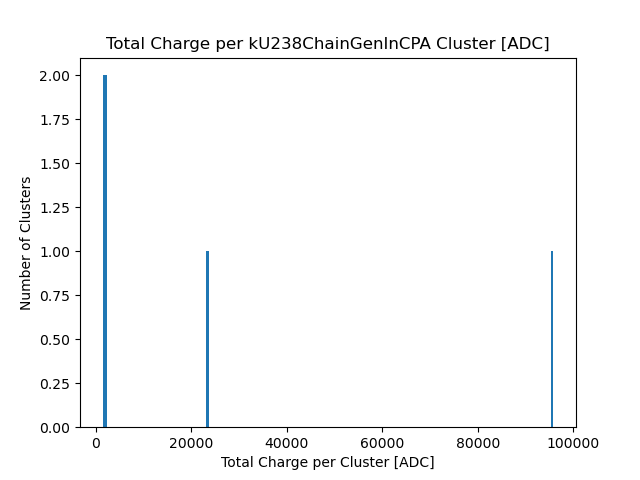 Total Charge per kU238ChainGenInCPA Cluster [ADC]
2.00
1.75
1.50
1.25
1.00
0.75
0.50
0.25
0.00
Number of Clusters
0 20000 40000 60000 80000 100000
Total Charge per Cluster [ADC]